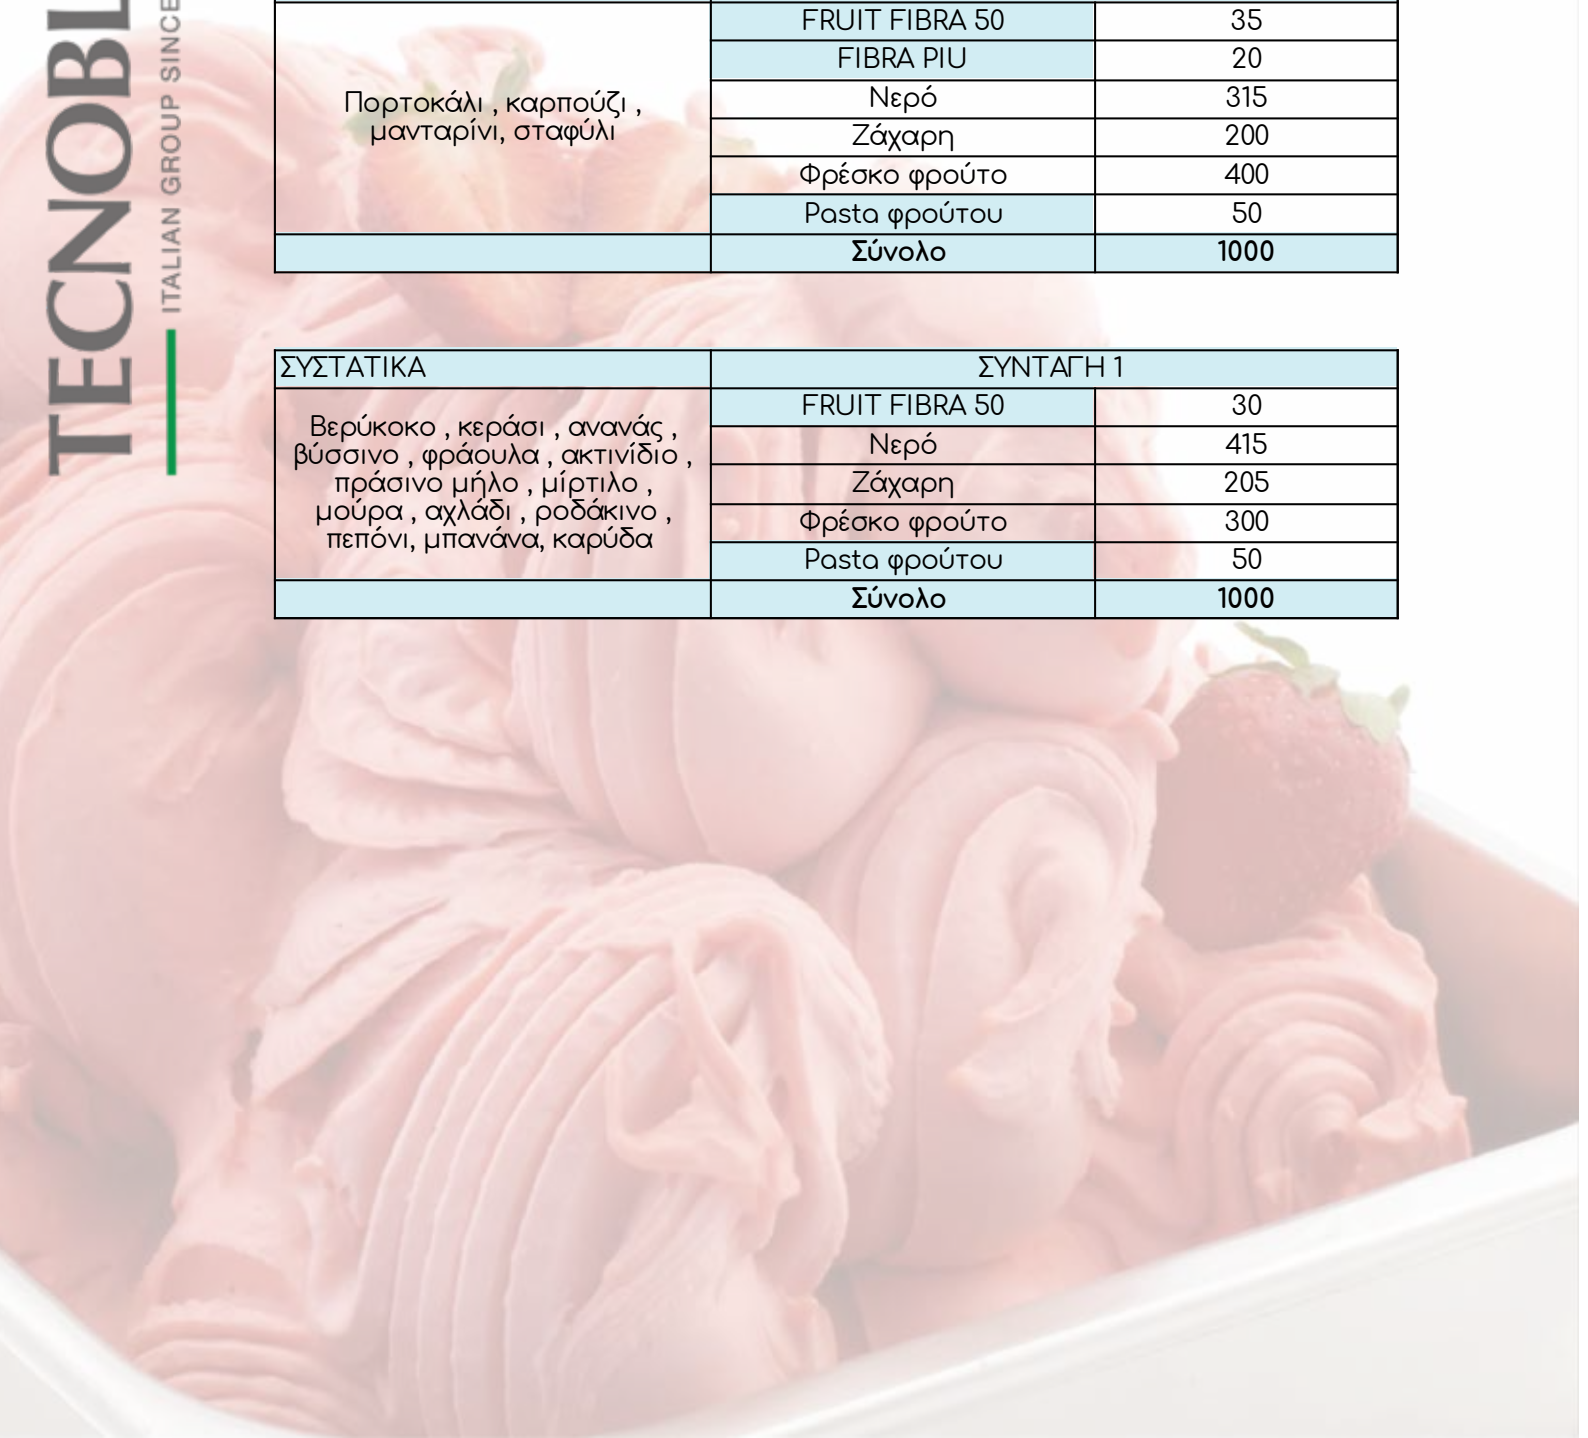 TECNOBL
ITALIAN GROUP SINCE
FRUIT FIBRA 50 35
FIBRA PIU 20
Πορτοκάλι , καρπούζι ,
μανταρίνι, σταφύλι
Νερό 315
Ζάχαρη 200
Φρέσκο φρούτο 400
Pasta φρούτου 50
Σύνολο 1000
ΣΥΣΤΑΤΙΚΑ ΣΥΝΤΑΓΗ 1
Βερύκοκο , κεράσι , ανανάς ,
βύσσινο , φράουλα , ακτινίδιο ,
πράσινο μήλο , μίρτιλο ,
μούρα , αχλάδι , ροδάκινο ,
πεπόνι, μπανάνα, καρύδα
FRUIT FIBRA 50 30
Νερό 415
Ζάχαρη 205
Φρέσκο φρούτο 300
Pasta φρούτου 50
Σύνολο 1000